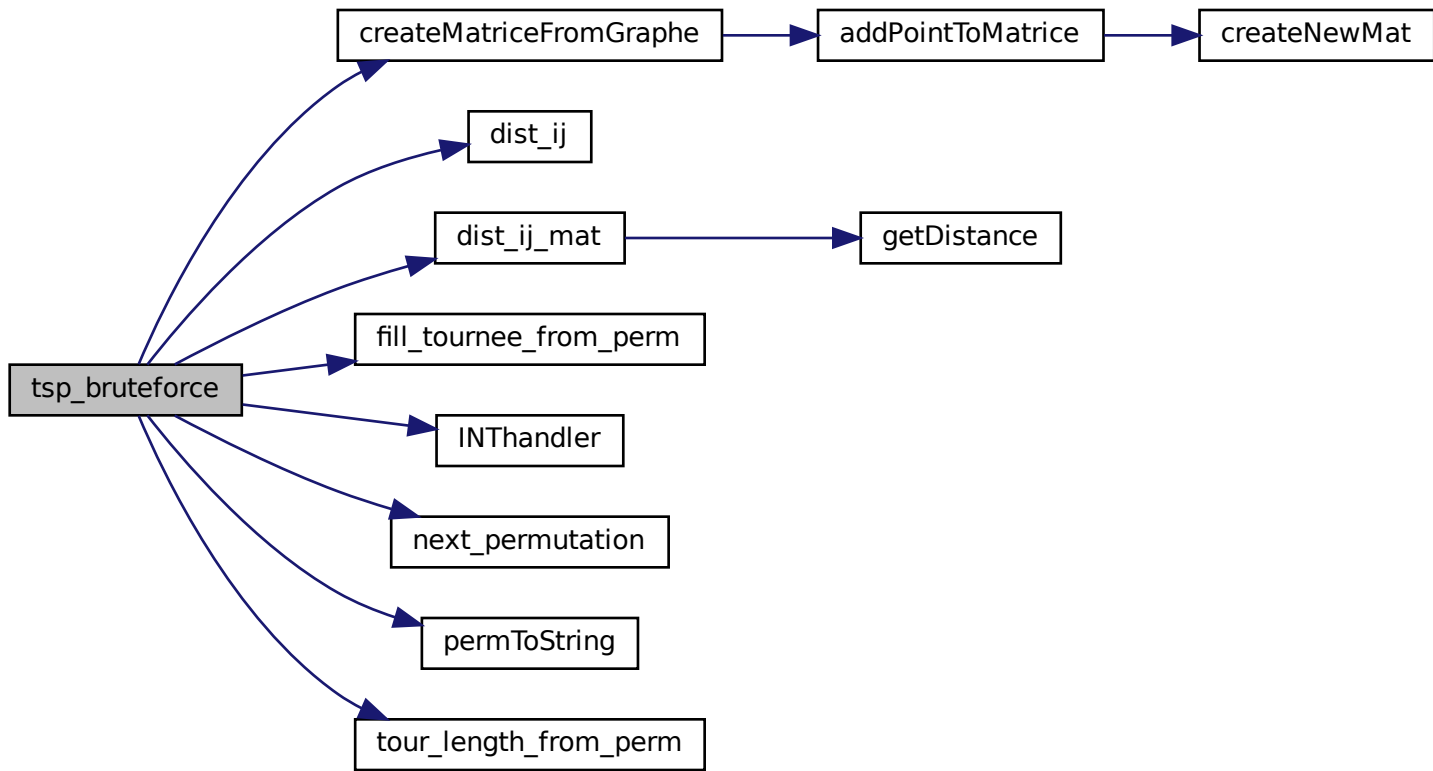 createMatriceFromGraphe
addPointToMatrice
createNewMat
dist_ij
dist_ij_mat
getDistance
fill_tournee_from_perm
tsp_bruteforce
INThandler
next_permutation
permToString
tour_length_from_perm